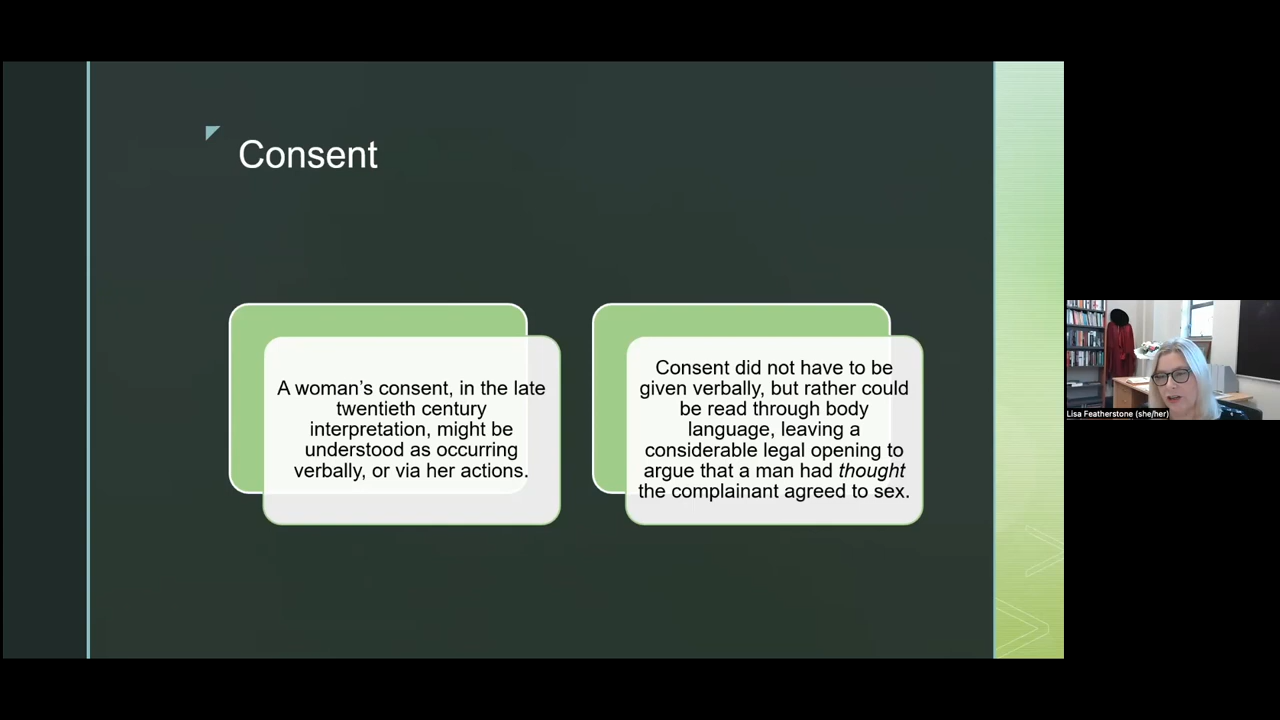 Consent
A woman’s consent, in the late
twentieth century
interpretation, might be
understood as occurring
verbally, or via her actions.
Consent did not have to be
given verbally, but rather could
be read through body
language, leaving a
considerable legal opening to
argue that a man had thought
the complainant agreed to sex.
Lisa Featherstone (she/her)